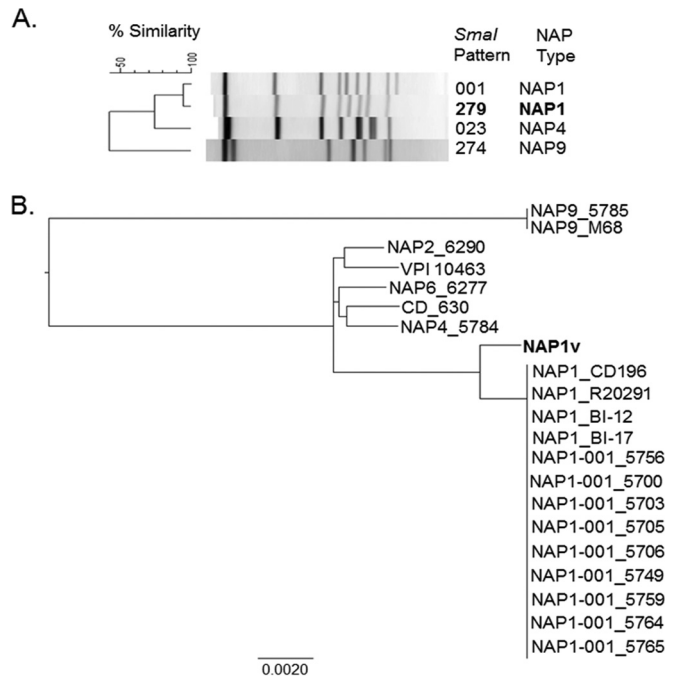 A.
% Similarity
50
100
SmaI Pattern
NAP Type
001 NAP1
279 NAP1
023 NAP4
274 NAP9
B.
NAP9_5785
NAP9_M68
NAP2_6290
VPI 10463
NAP6_6277
CD_630
NAP4_5784
NAP1v
NAP1_CD196
NAP1_R20291
NAP1_BI-12
NAP1_BI-17
NAP1-001_5756
NAP1-001_5700
NAP1-001_5703
NAP1-001_5705
NAP1-001_5706
NAP1-001_5749
NAP1-001_5759
NAP1-001_5764
NAP1-001_5765
0.0020